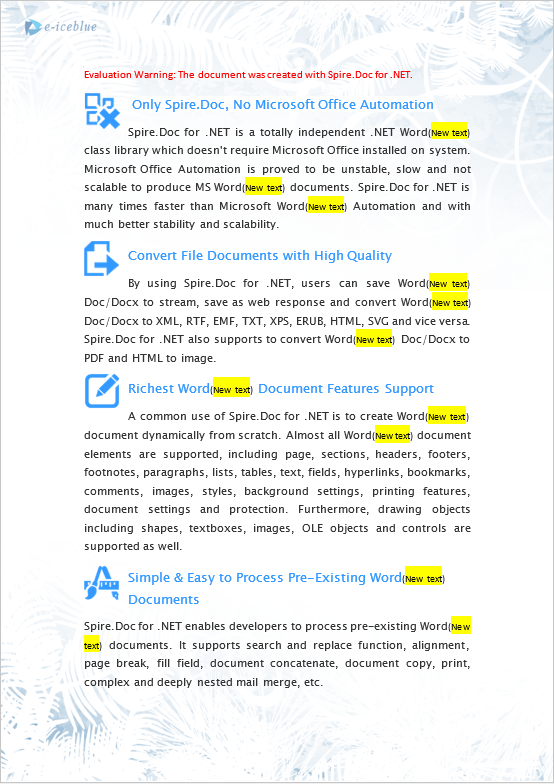 e-iceblue
Evaluation Warning: The document was created with Spire.Doc for .NET.
Only Spire.Doc, No Microsoft Office Automation
Spire.Doc for .NET is a totally independent .NET Word(New text)
class library which doesn't require Microsoft Office installed on system.
Microsoft Office Automation is proved to be unstable, slow and not
scalable to produce MS Word(New text) documents. Spire.Doc for .NET is
many times faster than Microsoft Word(New text) Automation and with
much better stability and scalability.
Convert File Documents with High Quality
By using Spire.Doc for .NET, users can save Word(New text)
Doc/Docx to stream, save as web response and convert Word(New text)
Doc/Docx to XML, RTF, EMF, TXT, XPS, ERUB, HTML, SVG and vice versa.
Spire.Doc for .NET also supports to convert Word(New text) Doc/Docx to
PDF and HTML to image.
Richest Word(New text) Document Features Support
A common use of Spire.Doc for .NET is to create Word(New text)
document dynamically from scratch. Almost all Word(New text) document
elements are supported, including page, sections, headers, footers,
footnotes, paragraphs, lists, tables, text, fields, hyperlinks, bookmarks,
comments, images, styles, background settings, printing features,
document settings and protection. Furthermore, drawing objects
including shapes, textboxes, images, OLE objects and controls are
supported as well.
Simple & Easy to Process Pre-Existing Word(New text)
Documents
Spire.Doc for .NET enables developers to process pre-existing Word(New
text) documents. It supports search and replace function, alignment,
page break, fill field, document concatenate, document copy, print,
complex and deeply nested mail merge, etc.